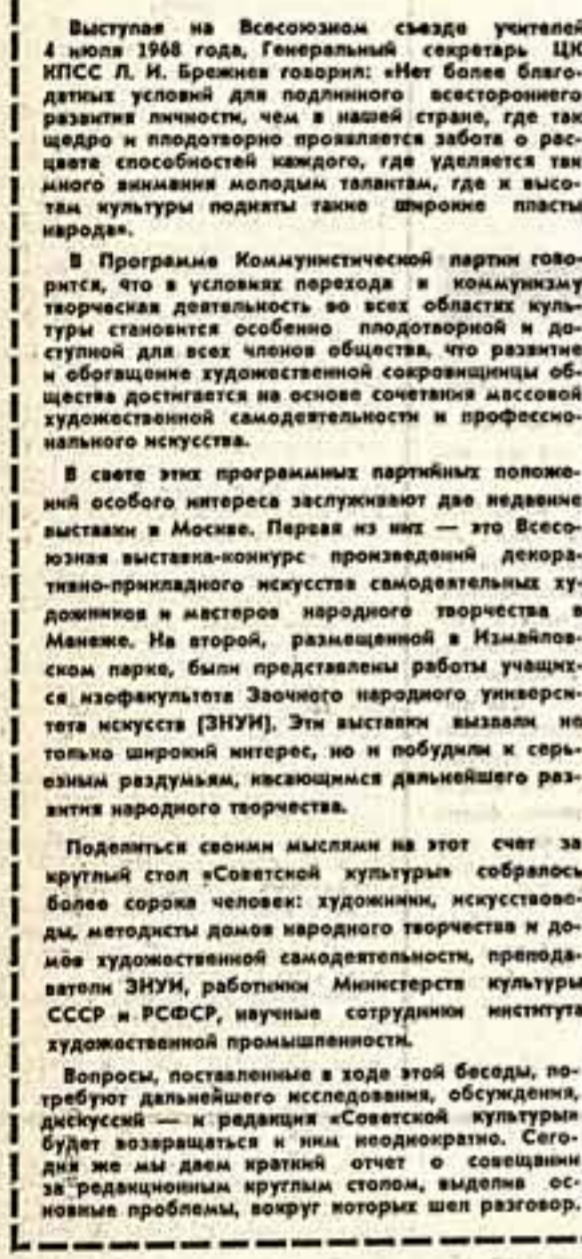 Выступая на Всесоюзном съезде учителей
4 июля 1968 года, Генеральный секретарь ЦК
КПСС Л. И. Брежнев говорил: «Нет более благо-
датных условий для подлинного всестороннего
развития личности, чем в нашей стране, где так
щедро и плодотворно проявляется забота о рас-
цвете способностей каждого, где уделяется так
много внимания молодым талантам, где к высо-
там культуры подняты такие широкие пласты
народа».
В Программе Коммунистической партии гово-
рится, что в условиях перехода к коммунизму
творческая деятельность во всех областях куль-
туры становится особенно плодотворной и до-
ступной для всех членов общества, что развитие
и обогащение художественной сокровищницы об-
щества достигается на основе сочетания массовой
художественной самодеятельности и профессио-
нального искусства.
В свете этих программных партийных положе-
ний особого интереса заслуживают две недавние
выставки в Москве. Первая из них — это Всесо-
юзная выставка-конкурс произведений декора-
тивно-прикладного искусства самодеятельных ху-
дожников и мастеров народного творчества в
Манеже. На второй, размещенной в Измайлов-
ском парке, были представлены работы учащих-
ся изофакультета Заочного народного универси-
тета искусств [ЗНУИ]. Эти выставки вызвали не
только широкий интерес, но и побудили к серь-
езным раздумьям, касающимся дальнейшего раз-
вития народного творчества.
Поделиться своими мыслями на этот счет за
круглый стол «Советской культуры» собралось
более сорока человек: художники, искусствове-
ды, методисты домов народного творчества и до-
мов художественной самодеятельности, препода-
ватели ЗНУИ, работники Министерств культуры
СССР и РСФСР, научные сотрудники института
художественной промышленности.
Вопросы, поставленные в ходе этой беседы, по-
требуют дальнейшего исследования, обсуждения,
дискуссий — и редакция «Советской культуры»
будет возвращаться к ним неоднократно. Сего-
дня же мы даем краткий отчет о совещании
за редакционным круглым столом, выделив ос-
новные проблемы, вокруг которых шел разговор.